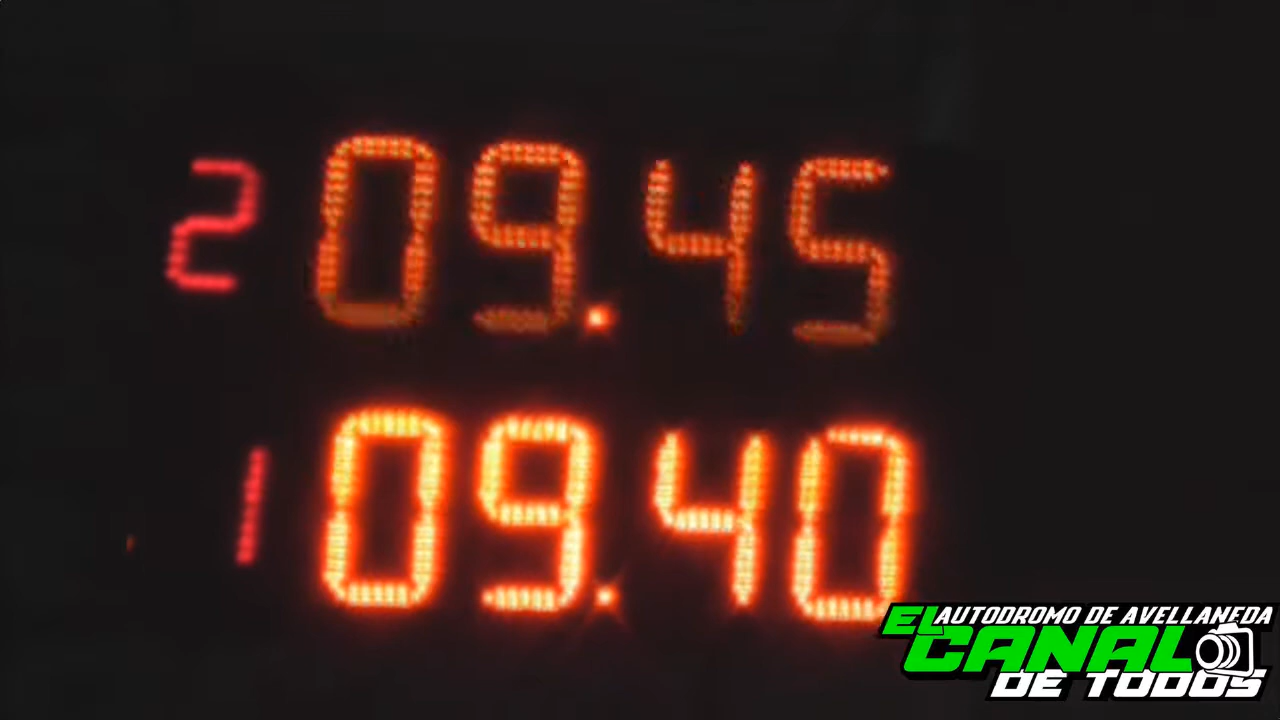 2 09.45
1 09.40
AUTODROMO DE AVELLANEDA
EL CANAL
DE TODOS